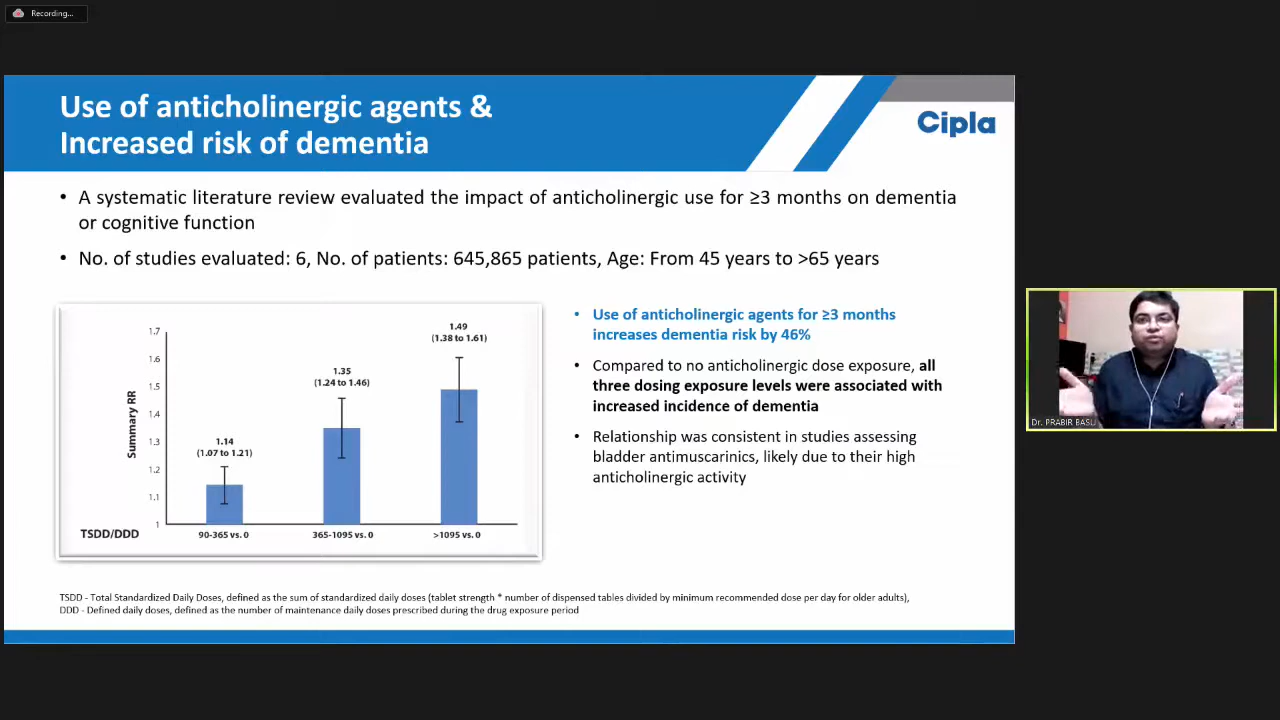 Recording...
Use of anticholinergic agents &
Increased risk of dementia
Cipla
• A systematic literature review evaluated the impact of anticholinergic use for ≥3 months on dementia
or cognitive function
• No. of studies evaluated: 6, No. of patients: 645,865 patients, Age: From 45 years to >65 years
Summary RR
1.7
1.6
1.5
1.4
1.3
1.2
1.1
1
1.14
(1.07 to 1.21)
1.35
(1.24 to 1.46)
1.49
(1.38 to 1.61)
TSDD/DDD
90-365 vs. 0
365-1095 vs. 0
>1095 vs. 0
• Use of anticholinergic agents for ≥3 months
increases dementia risk by 46%
• Compared to no anticholinergic dose exposure, all
three dosing exposure levels were associated with
increased incidence of dementia
• Relationship was consistent in studies assessing
bladder antimuscarinics, likely due to their high
anticholinergic activity
TSDD - Total Standardized Daily Doses, defined as the sum of standardized daily doses (tablet strength * number of dispensed tables divided by minimum recommended dose per day for older adults),
DDD - Defined daily doses, defined as the number of maintenance daily doses prescribed during the drug exposure period
Dr. PRABIR BASU